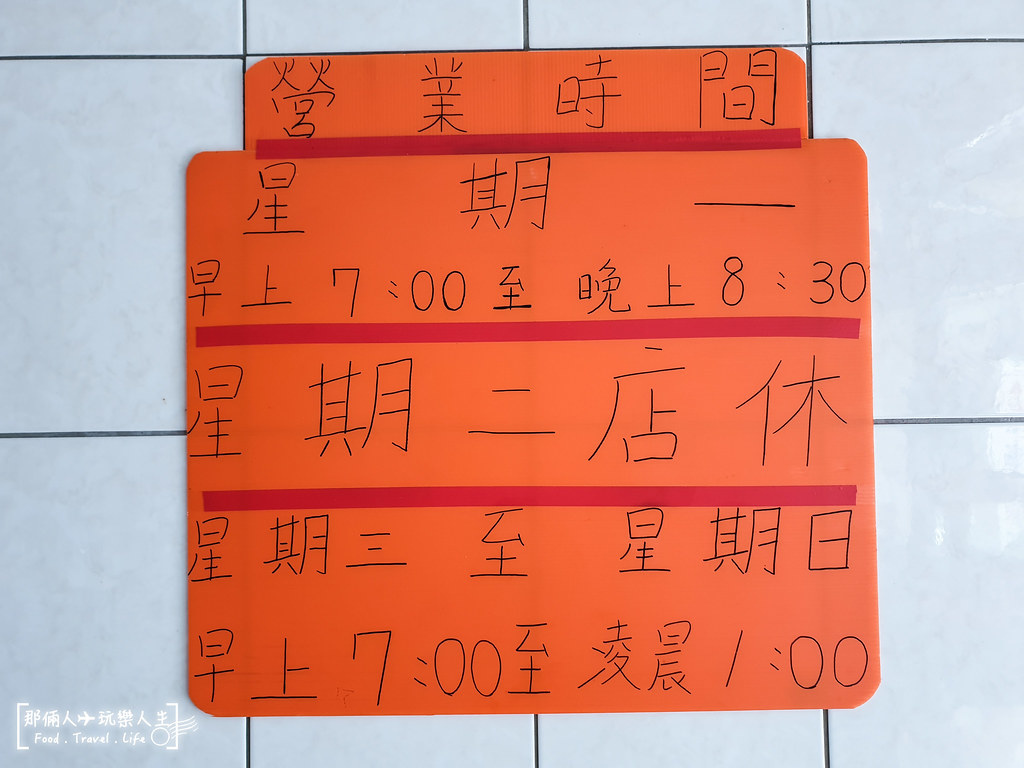 營業時間
星期一
早上7:00至晚上8:30
星期二店休
星期三至星期日
早上7:00至凌晨1:00
那倆人玩樂人生
Food . Travel . Life